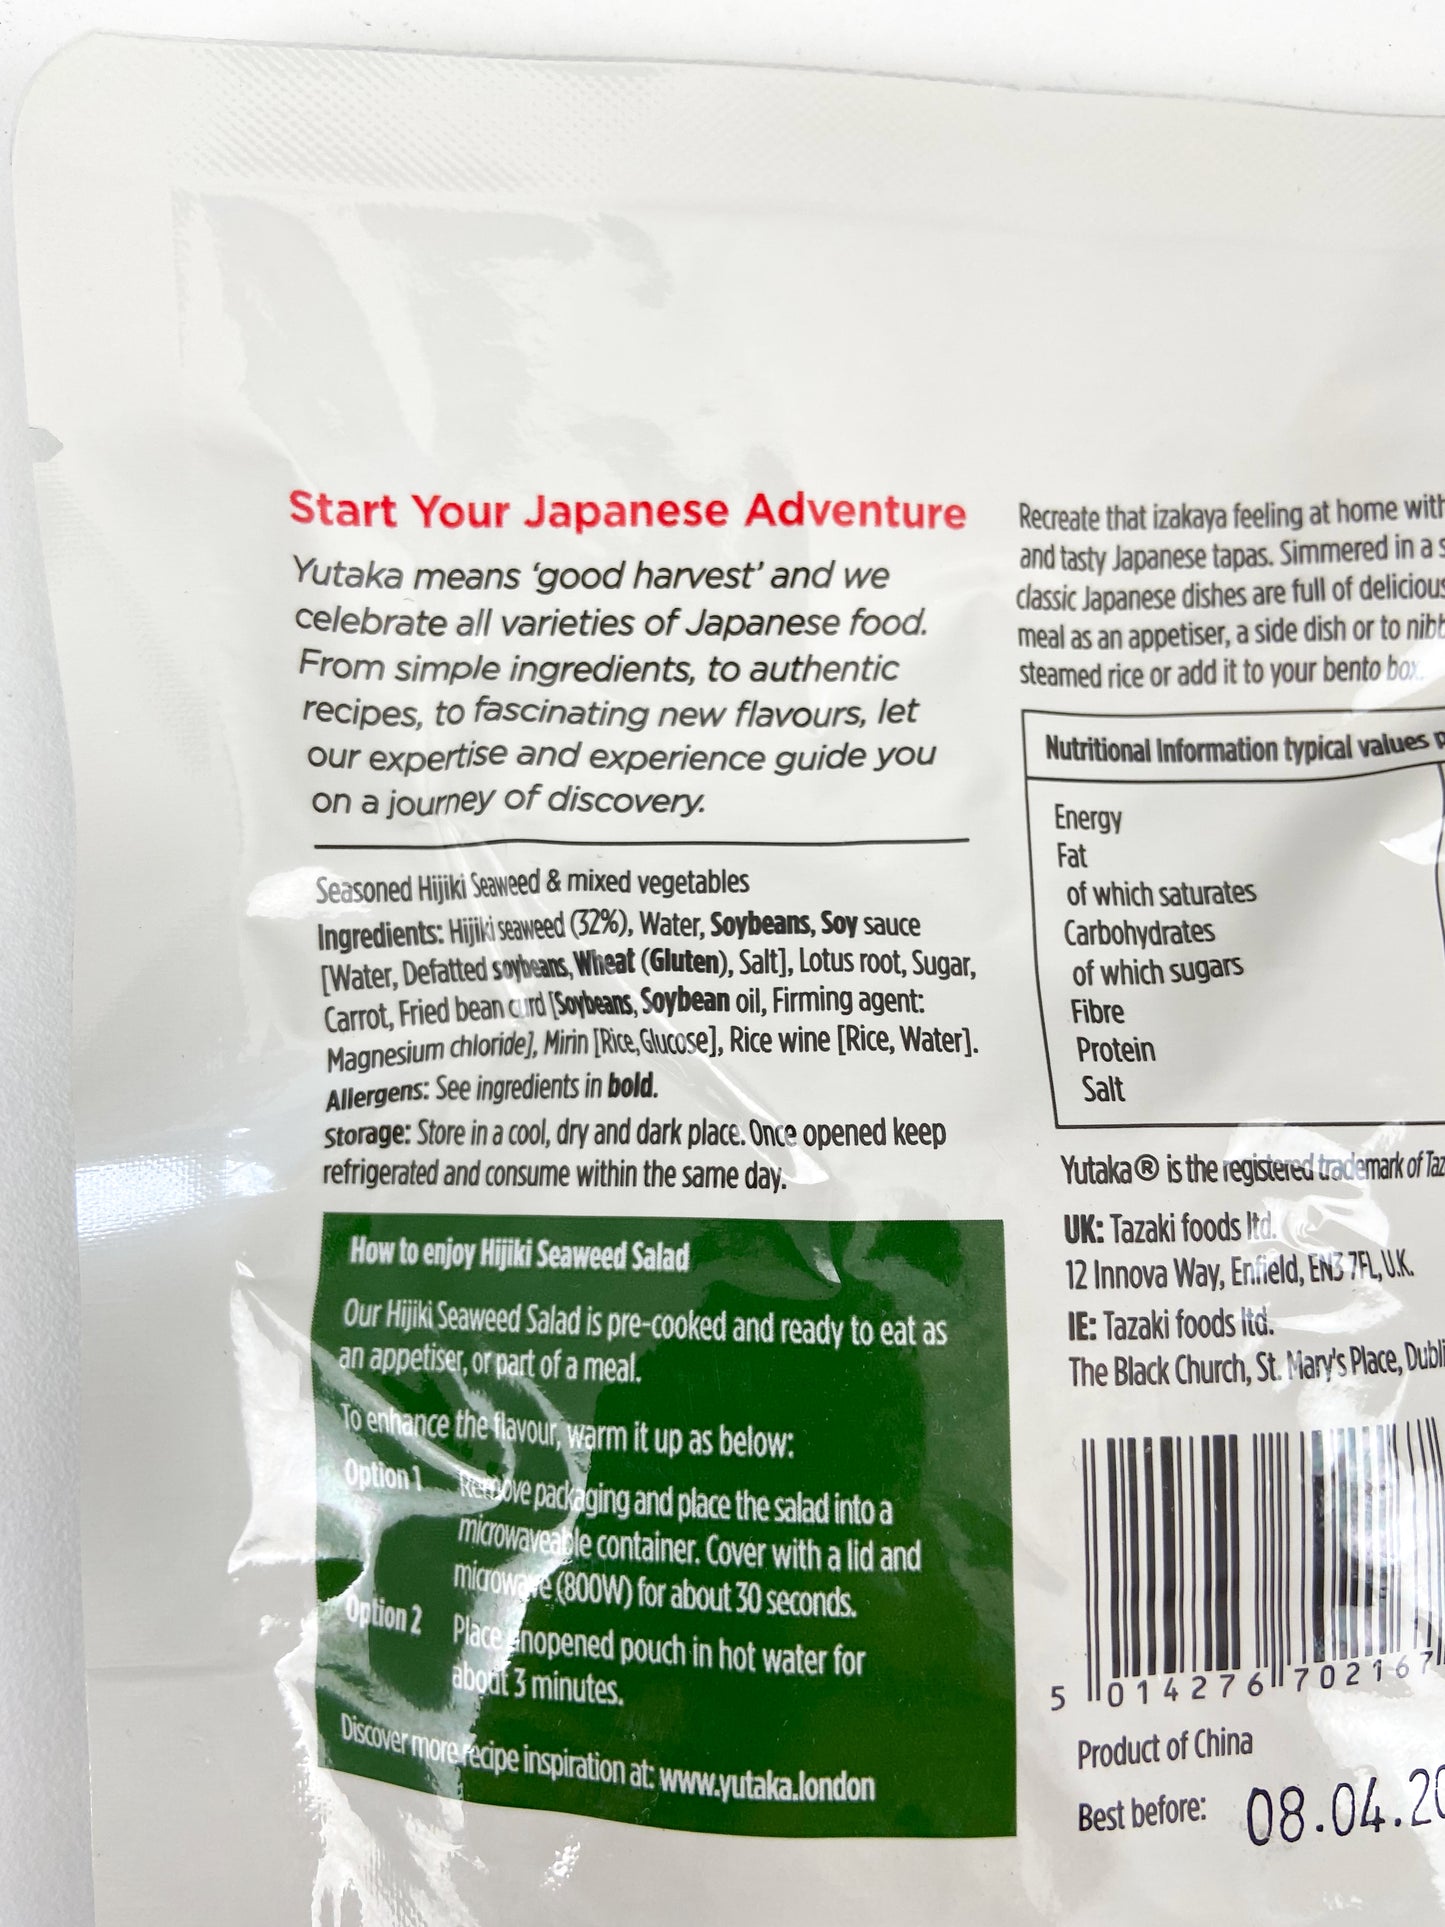 Start Your Japanese Adventure
Yutaka means 'good harvest' and we
celebrate all varieties of Japanese food.
From simple ingredients, to authentic
recipes, to fascinating new flavours, let
our expertise and experience guide you
on a journey of discovery.
Seasoned Hijiki Seaweed & mixed vegetables
Ingredients: Hijiki seaweed (32%), Water, Soybeans, Soy sauce
[Water, Defatted soybeans, Wheat (Gluten), Salt], Lotus root, Sugar,
Carrot, Fried bean curd [Soybeans, Soybean oil, Firming agent:
Magnesium chloride], Mirin [Rice, Glucose], Rice wine [Rice, Water].
Allergens: See ingredients in bold.
Storage: Store in a cool, dry and dark place. Once opened keep
refrigerated and consume within the same day.
How to enjoy Hijiki Seaweed Salad
Our Hijiki Seaweed Salad is pre-cooked and ready to eat as
an appetiser, or part of a meal.
To enhance the flavour, warm it up as below:
Option 1 Remove packaging and place the salad into a
microwaveable container. Cover with a lid and
microwave (800W) for about 30 seconds.
Option 2 Place unopened pouch in hot water for
about 3 minutes.
Discover more recipe inspiration at: www.yutaka.london
Recreate that izakaya feeling at home with
and tasty Japanese tapas. Simmered in a
classic Japanese dishes are full of delicious
meal as an appetiser, a side dish or to
steamed rice or add it to your bento box.
Nutritional Information typical values
Energy
Fat
of which saturates
Carbohydrates
of which sugars
Fibre
Protein
Salt
Yutaka® is the registered trademark of
UK: Tazaki foods ltd.
12 Innova Way, Enfield, EN3 7FL, U.K.
IE: Tazaki foods ltd.
The Black Church, St. Mary's Place,
5 014276 702167
Product of China
Best before: 08.04.20